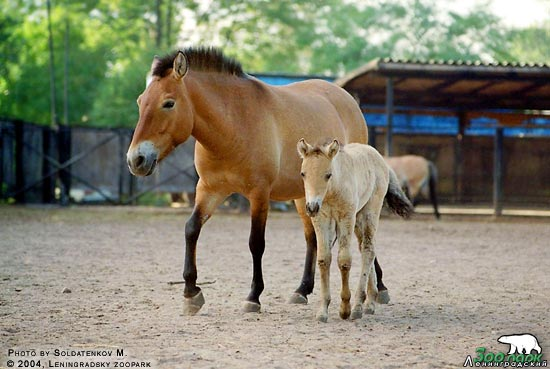 Photo by Soldatenkov M.
© 2004, Leningradsky zoopark
Зоопарк
Ленинградский